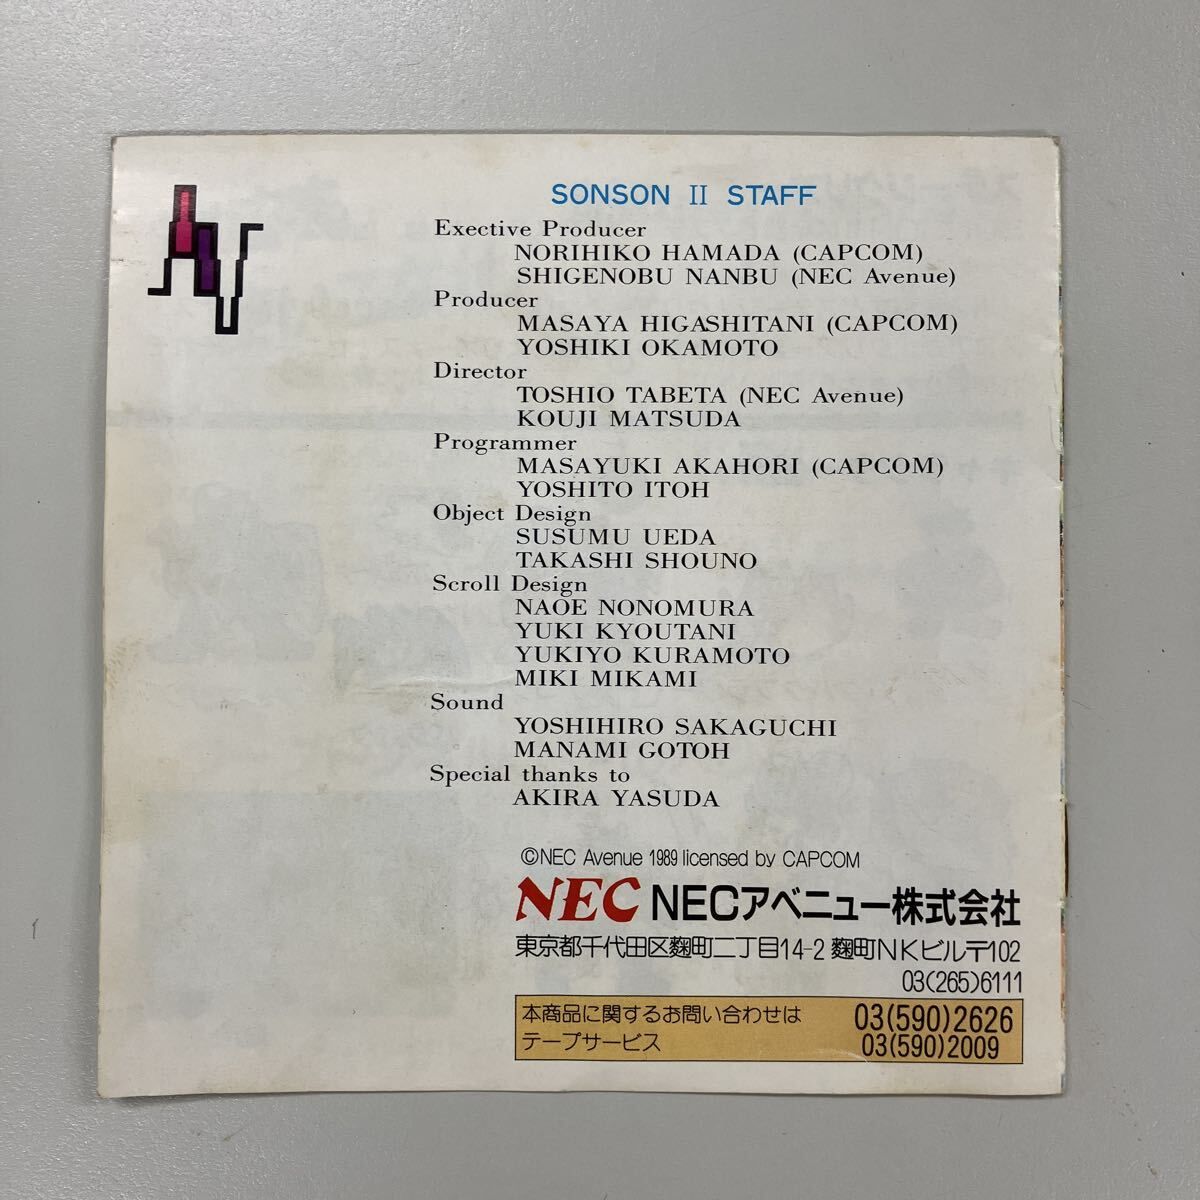 SONSON II STAFF
Exective Producer
NORIHIKO HAMADA (CAPCOM)
SHIGENOBU NANBU (NEC Avenue)
Producer
MASAYA HIGASHITANI (CAPCOM)
YOSHIKI OKAMOTO
Director
TOSHIO TABETA (NEC Avenue)
KOUJI MATSUDA
Programmer
MASAYUKI AKAHORI (CAPCOM)
YOSHITO ITOH
Object Design
SUSUMU UEDA
TAKASHI SHOUNO
Scroll Design
NAOE NONOMURA
YUKI KYOUTANI
YUKIYO KURAMOTO
MIKI MIKAMI
Sound
YOSHIHIRO SAKAGUCHI
MANAMI GOTOH
Special thanks to
AKIRA YASUDA
©NEC Avenue 1989 licensed by CAPCOM
NEC NECアベニュー株式会社
東京都千代田区麴町二丁目14-2 麴町NKビル〒102
03(265)6111
本商品に関するお問い合わせは 03(590)2626
テープサービス 03(590)2009